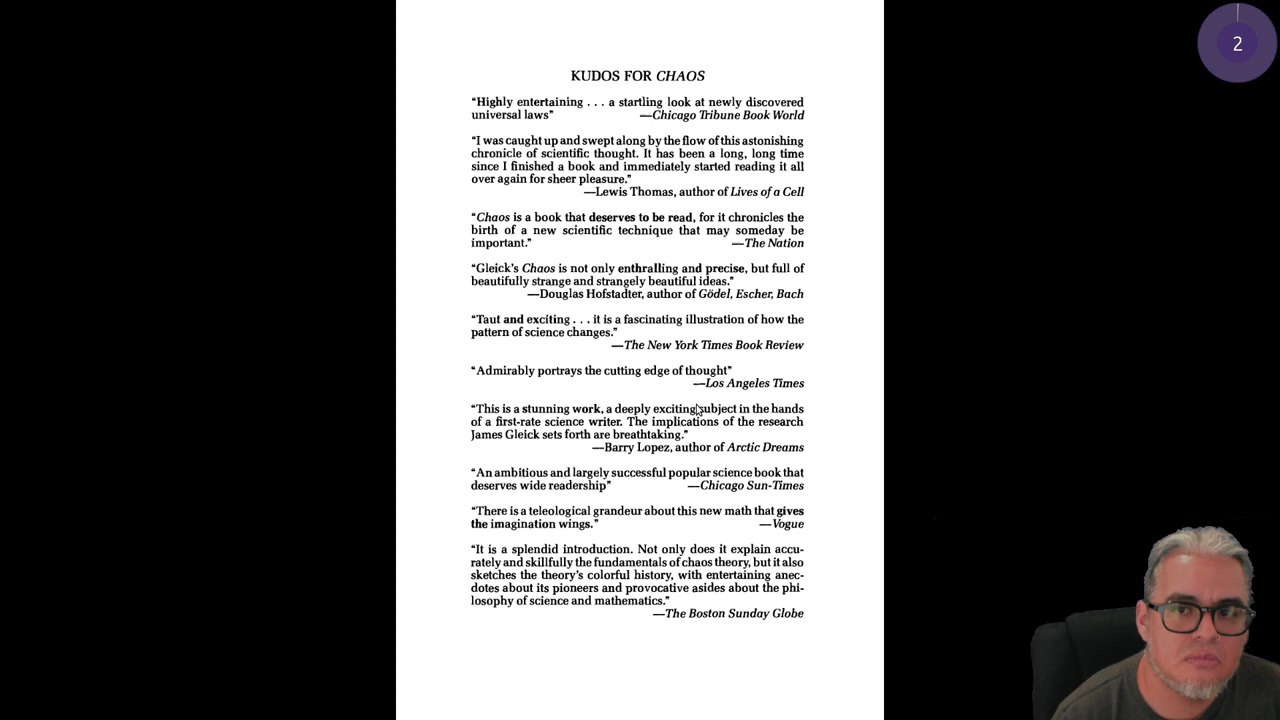 2
KUDOS FOR CHAOS
“Highly entertaining . . . a startling look at newly discovered
universal laws” —Chicago Tribune Book World
“I was caught up and swept along by the flow of this astonishing
chronicle of scientific thought. It has been a long, long time
since I finished a book and immediately started reading it all
over again for sheer pleasure.”
—Lewis Thomas, author of Lives of a Cell
“Chaos is a book that deserves to be read, for it chronicles the
birth of a new scientific technique that may someday be
important.” —The Nation
“Gleick's Chaos is not only enthralling and precise, but full of
beautifully strange and strangely beautiful ideas.”
—Douglas Hofstadter, author of Gödel, Escher, Bach
“Taut and exciting . . . it is a fascinating illustration of how the
pattern of science changes.”
—The New York Times Book Review
“Admirably portrays the cutting edge of thought”
—Los Angeles Times
“This is a stunning work, a deeply exciting subject in the hands
of a first-rate science writer. The implications of the research
James Gleick sets forth are breathtaking.”
—Barry Lopez, author of Arctic Dreams
“An ambitious and largely successful popular science book that
deserves wide readership” —Chicago Sun-Times
“There is a teleological grandeur about this new math that gives
the imagination wings.” —Vogue
“It is a splendid introduction. Not only does it explain accu-
rately and skillfully the fundamentals of chaos theory, but it also
sketches the theory's colorful history, with entertaining anec-
dotes about its pioneers and provocative asides about the phi-
losophy of science and mathematics.”
—The Boston Sunday Globe